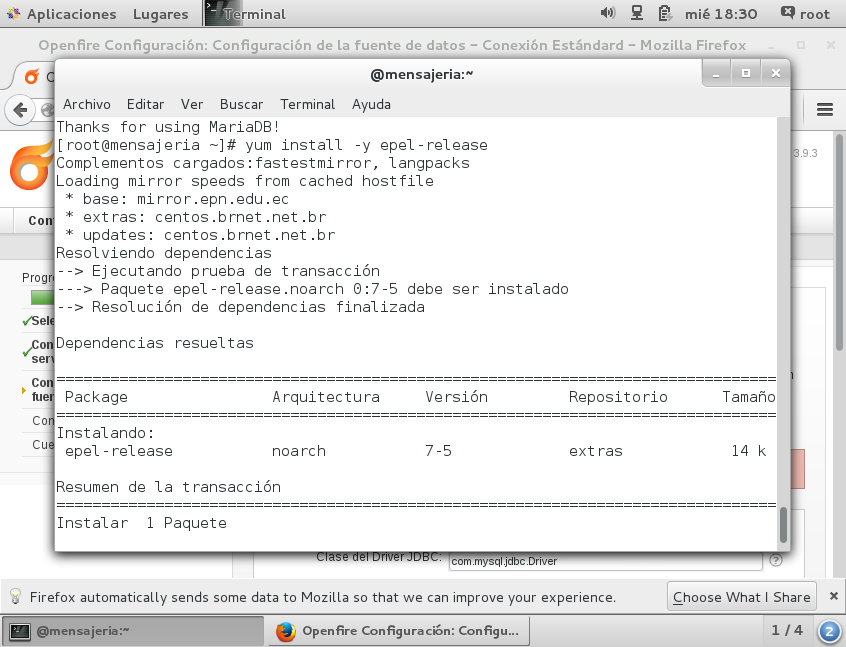 Aplicaciones Lugares Terminal mié 18:30 root
Openfire Configuración: Configuración de la fuente de datos - Conexión Estándard - Mozilla Firefox
@mensajeria:~
Archivo Editar Ver Buscar Terminal Ayuda
Thanks for using MariaDB!
[root@mensajeria ~]# yum install -y epel-release
Complementos cargados:fastestmirror, langpacks
Loading mirror speeds from cached hostfile
* base: mirror.epn.edu.ec
* extras: centos.brnet.net.br
* updates: centos.brnet.net.br
Resolviendo dependencias
--> Ejecutando prueba de transacción
---> Paquete epel-release.noarch 0:7-5 debe ser instalado
--> Resolución de dependencias finalizada
Dependencias resueltas
================================================================================
Package Arquitectura Versión Repositorio Tamaño
================================================================================
Instalando:
epel-release noarch 7-5 extras 14 k
Resumen de la transacción
================================================================================
Instalar 1 Paquete
3.9.3
Con
Progr
Sele
Con
serv
Con
fuen
Con
Cue
Clase del Driver JDBC: com.mysql.jdbc.Driver
Firefox automatically sends some data to Mozilla so that we can improve your experience. Choose What I Share
@mensajeria:~ Openfire Configuración: Configu... 1 / 4 2